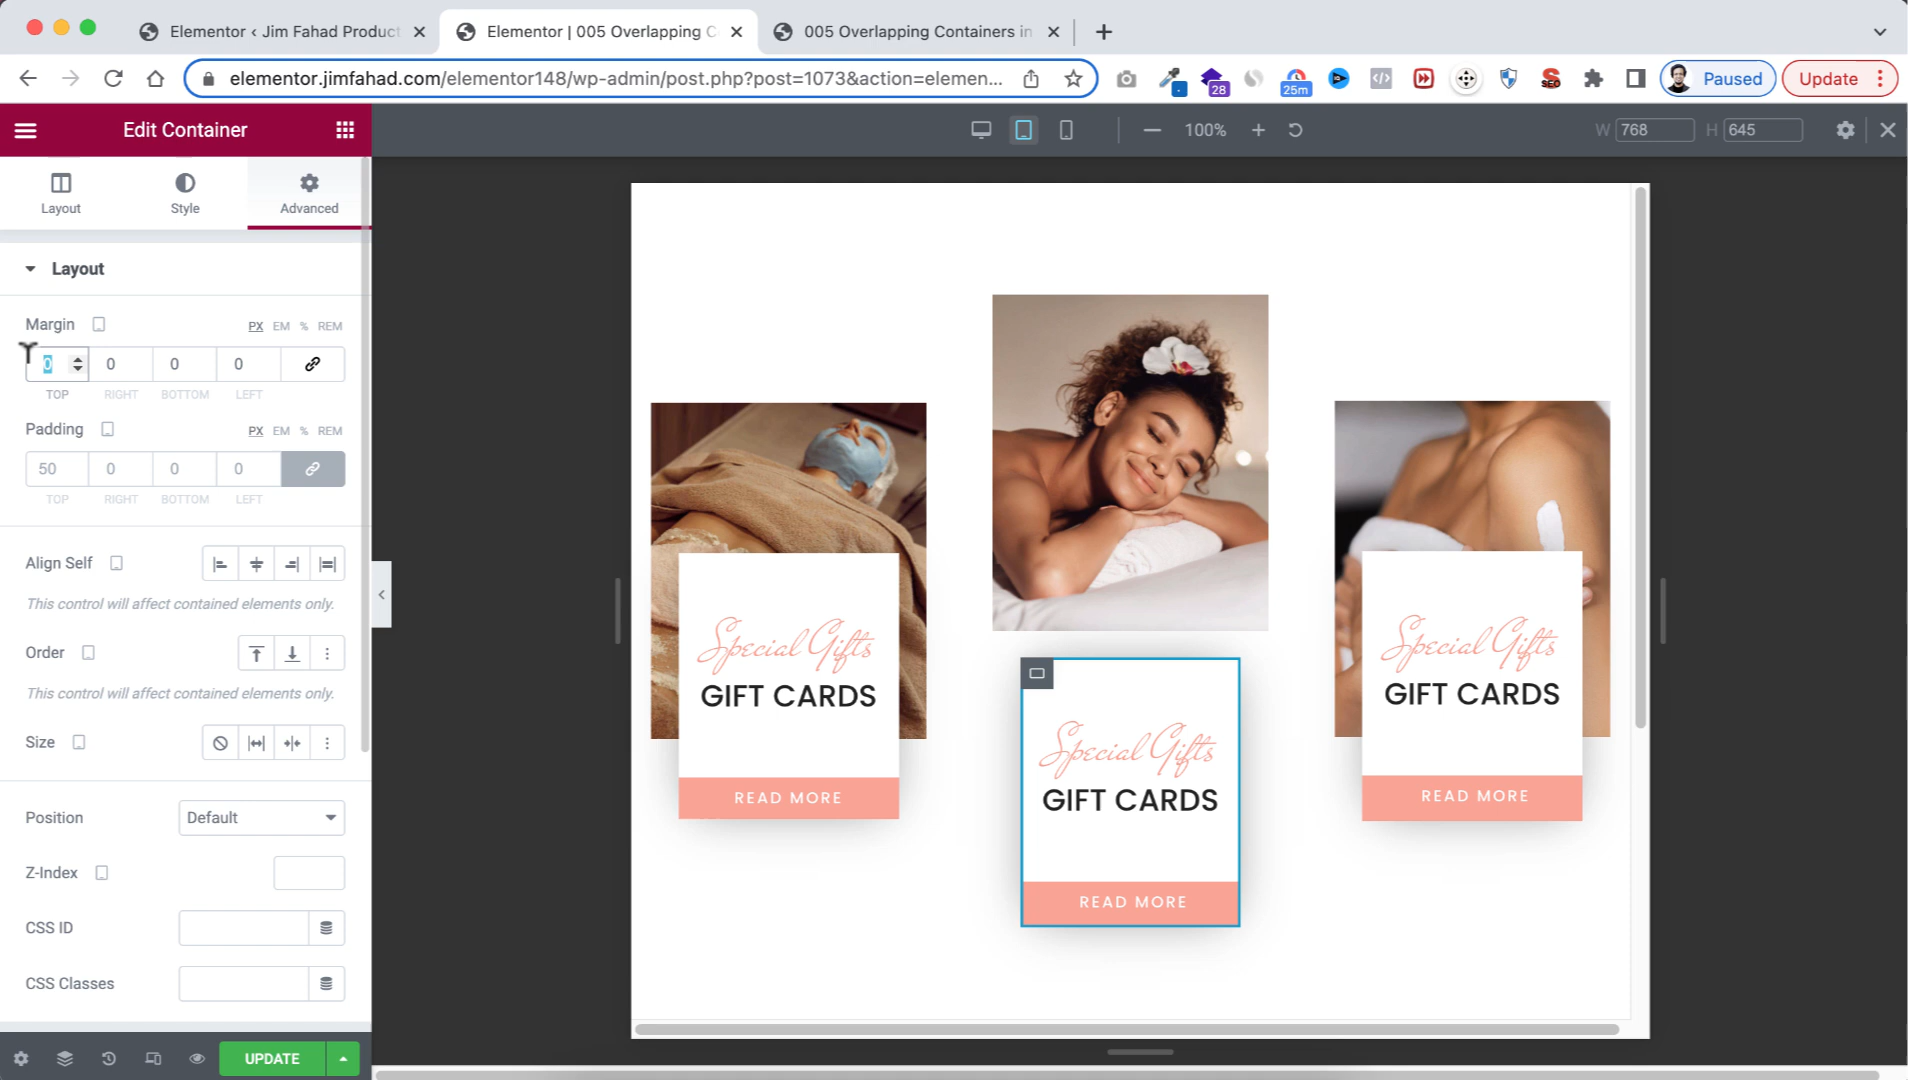 Elementor ‹ Jim Fahad Product
Elementor | 005 Overlapping C
005 Overlapping Containers in
elementor.jimfahad.com/elementor148/wp-admin/post.php?post=1073&action=elemen...
28
25m
SEO
Paused
Update
Edit Container
100%
W 768
H 645
Layout
Style
Advanced
Layout
Margin
PX EM % REM
0 0 0 0
TOP RIGHT BOTTOM LEFT
Padding
PX EM % REM
50 0 0 0
TOP RIGHT BOTTOM LEFT
Align Self
This control will affect contained elements only.
Order
This control will affect contained elements only.
Size
Position
Default
Z-Index
CSS ID
CSS Classes
UPDATE
Special Gifts
GIFT CARDS
READ MORE
Special Gifts
GIFT CARDS
READ MORE
Special Gifts
GIFT CARDS
READ MORE